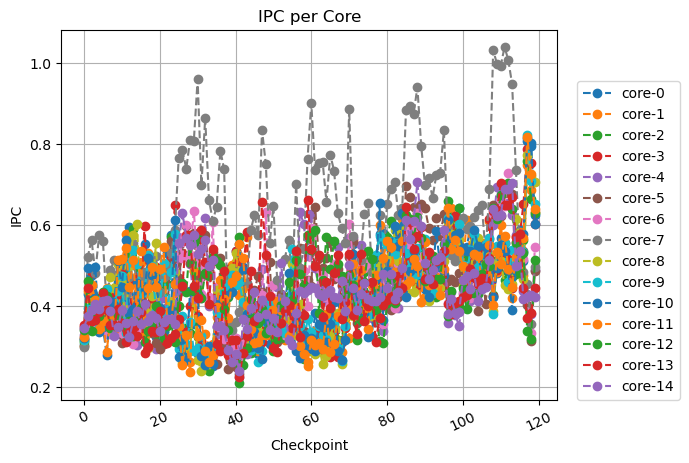 IPC per Core
IPC
1.0
0.8
0.6
0.4
0.2
0
20
40
60
80
100
120
Checkpoint
core-0
core-1
core-2
core-3
core-4
core-5
core-6
core-7
core-8
core-9
core-10
core-11
core-12
core-13
core-14